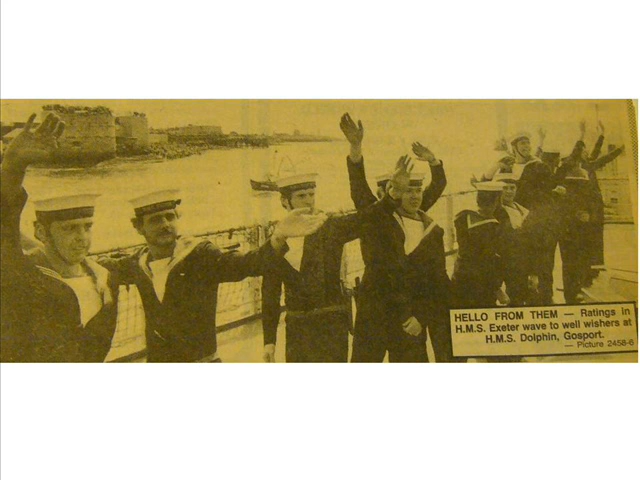 HELLO FROM THEM — Ratings in
H.M.S. Exeter wave to well wishers at
H.M.S. Dolphin, Gosport.
— Picture 2458-6